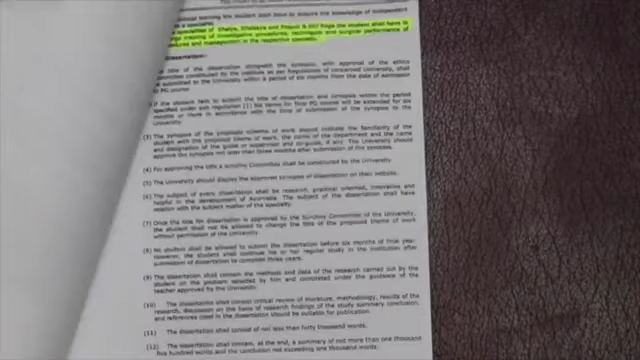 specialties of Shalya, Shalakya and Prasuti & Stri Roga the student shall have to
training of investigative procedures, techniques and surgical performance of
procedures and management in the respective specialty.
Dissertation:-
title of the dissertation alongwith the synopsis, with approval of the ethics
committee constituted by the institute as per regulations of concerned University, shall
be submitted to the University within a period of six months from the date of admission
to PG course
If the student fails to submit the title of dissertation and synopsis within the period
specified under sub regulation (1) his terms for final PG course will be extended for six
months or more in accordance with the time of submission of the synopsis to the
University.
(3) The synopsis of the proposed scheme of work should indicate the familiarity of the
student with the proposed theme of work, the name of the department and the name
and designation of the guide or supervisor and co-guide, if any. The University should
approve the synopsis not later than three months after submission of the synopsis.
(4) For approving the title a scrutiny Committee shall be constituted by the University
(5) The University should display the approved synopsis of dissertation on their website.
(6) The subject of every dissertation shall be research, practical oriented, innovative and
helpful in the development of Ayurveda. The subject of the dissertation shall have
relation with the subject matter of the specialty.
(7) Once the title for dissertation is approved by the Scrutiny Committee of the University,
the student shall not be allowed to change the title of the proposed theme of work
without permission of the University.
(8) No student shall be allowed to submit the dissertation before six months of final year
however, the student shall continue his or her regular study in the institution after
submission of dissertation to complete three years.
(9) The dissertation shall contain the methods and data of the research carried out by the
student on the problem selected by him and completed under the guidance of the
teacher approved by the University.
(10) The dissertation shall contain critical review of literature, methodology, results of the
research, discussion on the basis of research findings of the study summary conclusion,
and references cited in the dissertation should be suitable for publication.
(11) The dissertation shall consist of not less than forty thousand words.
(12) The dissertation shall contain, at the end, a summary of not more than one thousand
five hundred words and the conclusion not exceeding one thousand words.